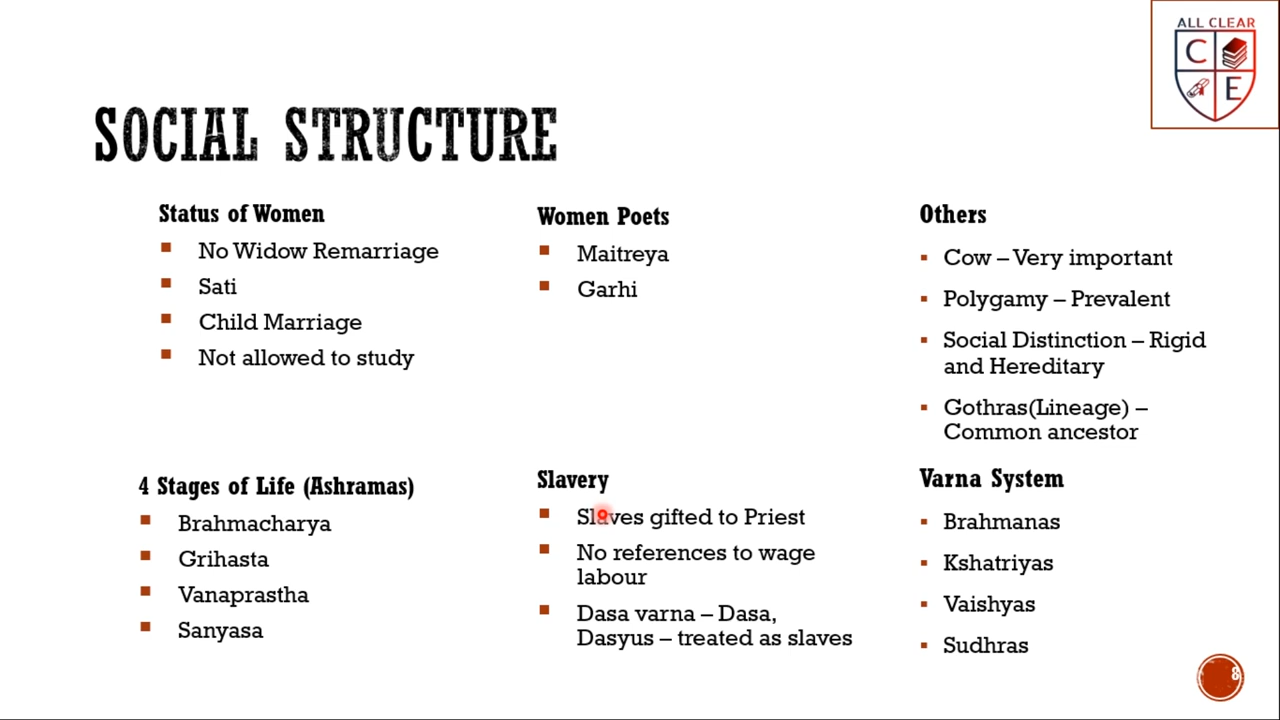 ALL CLEAR
C
E
SOCIAL STRUCTURE
Status of Women
No Widow Remarriage
Sati
Child Marriage
Not allowed to study
Women Poets
Maitreya
Garhi
Others
Cow – Very important
Polygamy – Prevalent
Social Distinction – Rigid
and Hereditary
Gothras(Lineage) –
Common ancestor
4 Stages of Life (Ashramas)
Brahmacharya
Grihasta
Vanaprastha
Sanyasa
Slavery
Slaves gifted to Priest
No references to wage
labour
Dasa varna – Dasa,
Dasyus – treated as slaves
Varna System
Brahmanas
Kshatriyas
Vaishyas
Sudhras
8